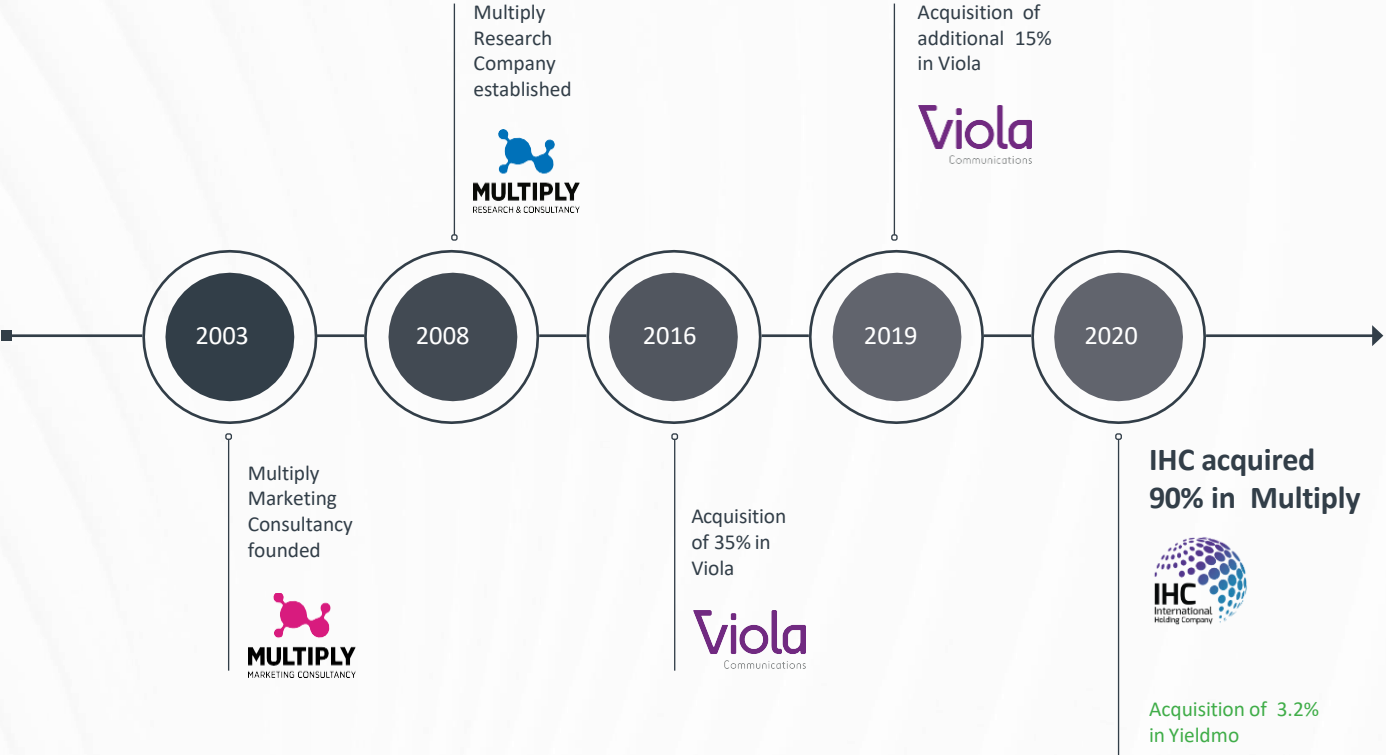 Multiply
Research
Company
established
MULTIPLY
RESEARCH & CONSULTANCY
Acquisition of
additional 15%
in Viola
Viola
Communications
2003
2008
2016
2019
2020
Multiply
Marketing
Consultancy
founded
MULTIPLY
MARKETING CONSULTANCY
Acquisition
of 35% in
Viola
Viola
Communications
IHC acquired
90% in Multiply
IHC
International
Holding Company
Acquisition of 3.2%
in Yieldmo